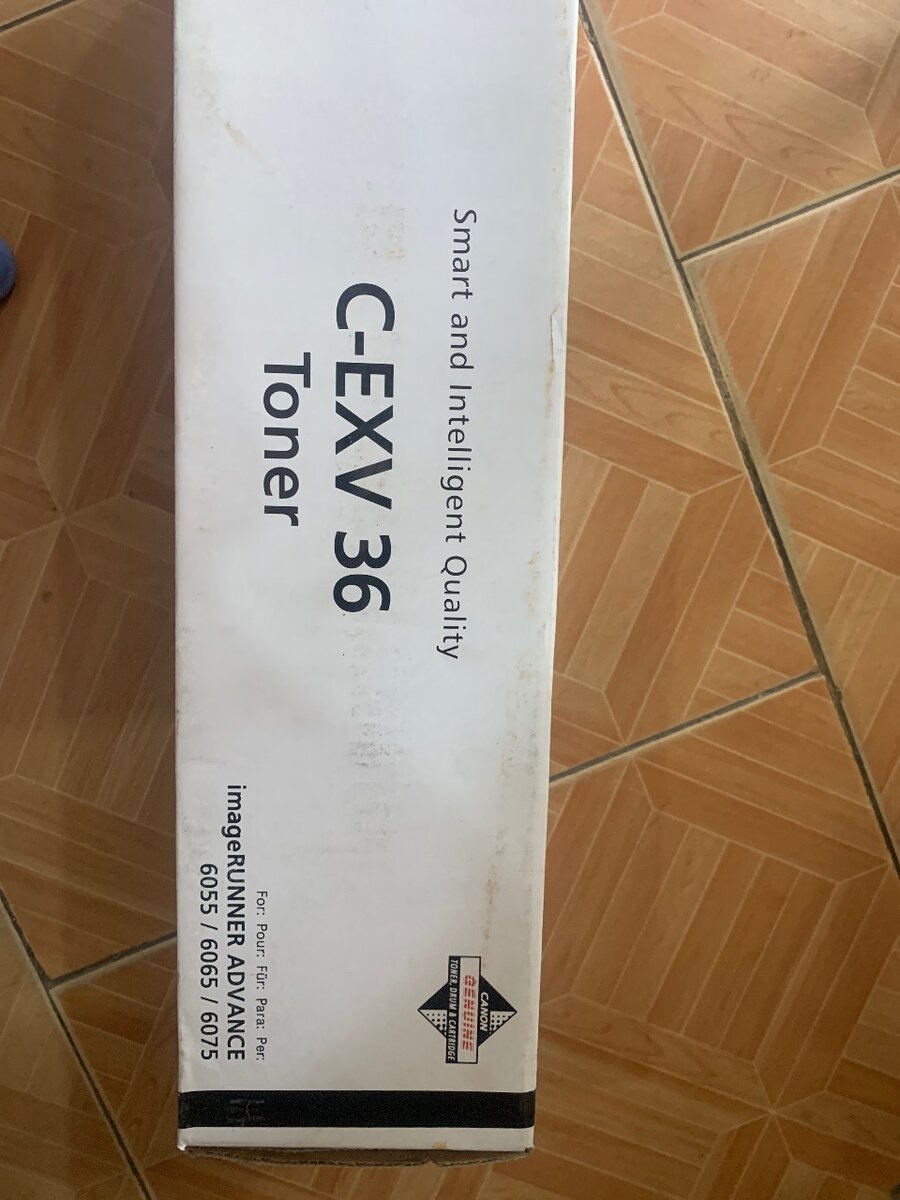 Smart and Intelligent Quality
C-EXV 36
Toner
For: Pour: Für: Para: Per:
imageRUNNER ADVANCE
6055 / 6065 / 6075
CANON
GENUINE
TONER, DRUM & CARTRIDGE